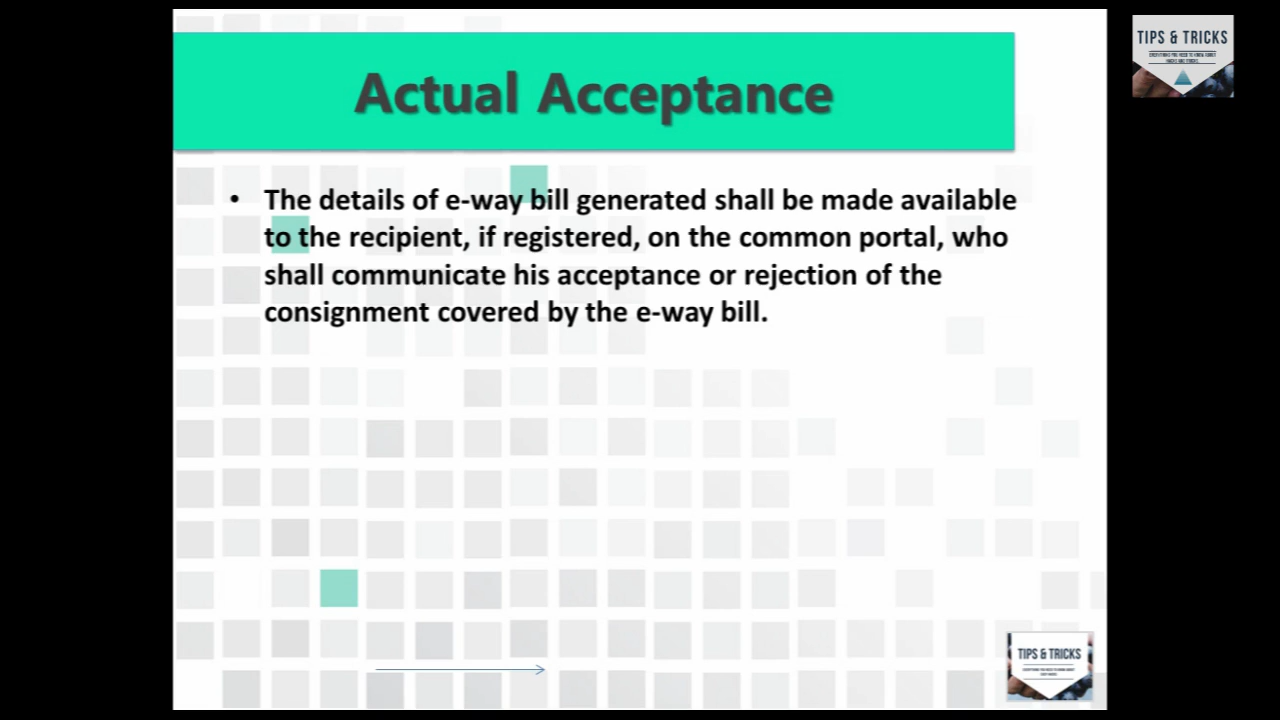 TIPS & TRICKS
Actual Acceptance
• The details of e-way bill generated shall be made available
to the recipient, if registered, on the common portal, who
shall communicate his acceptance or rejection of the
consignment covered by the e-way bill.
TIPS & TRICKS